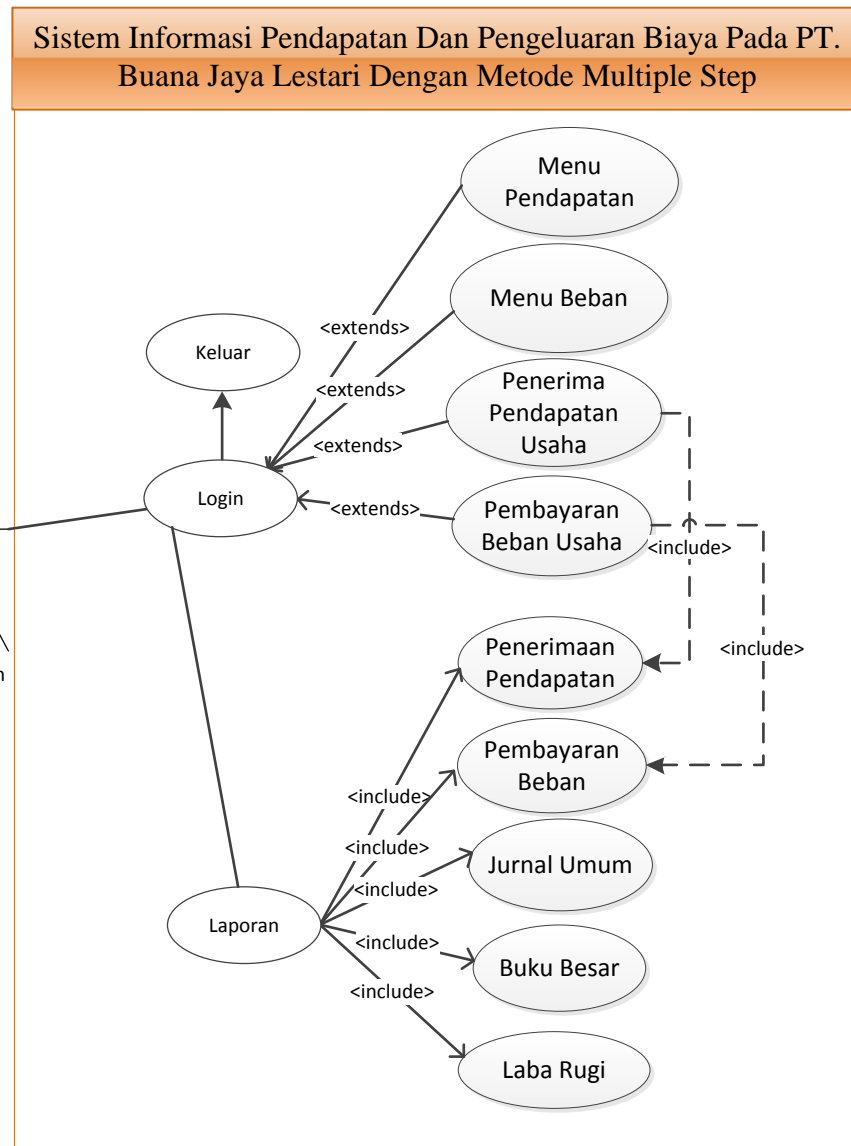 Sistem Informasi Pendapatan Dan Pengeluaran Biaya Pada PT.
Buana Jaya Lestari Dengan Metode Multiple Step
Menu
Pendapatan
Menu Beban
<extends>
Keluar
<extends>
Penerima
Pendapatan
Usaha
<extends>
Login
<extends>
Pembayaran
Beban Usaha
<include>
<include>
Penerimaan
Pendapatan
Pembayaran
Beban
<include>
<include>
Jurnal Umum
<include>
Laporan
<include>
Buku Besar
<include>
Laba Rugi